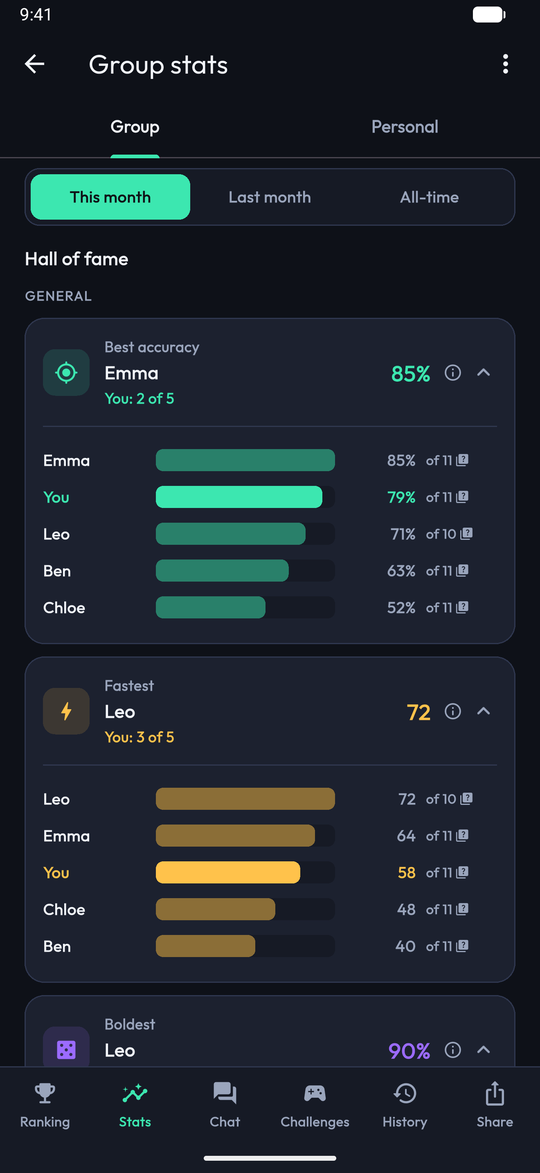 9:41
Group stats
Group Personal
This month Last month All-time
Hall of fame
GENERAL
Best accuracy
Emma 85%
You: 2 of 5
Emma 85% of 11
You 79% of 11
Leo 71% of 10
Ben 63% of 11
Chloe 52% of 11
Fastest
Leo 72
You: 3 of 5
Leo 72 of 10
Emma 64 of 11
You 58 of 11
Chloe 48 of 11
Ben 40 of 11
Boldest
Leo 90%
Ranking Stats Chat Challenges History Share